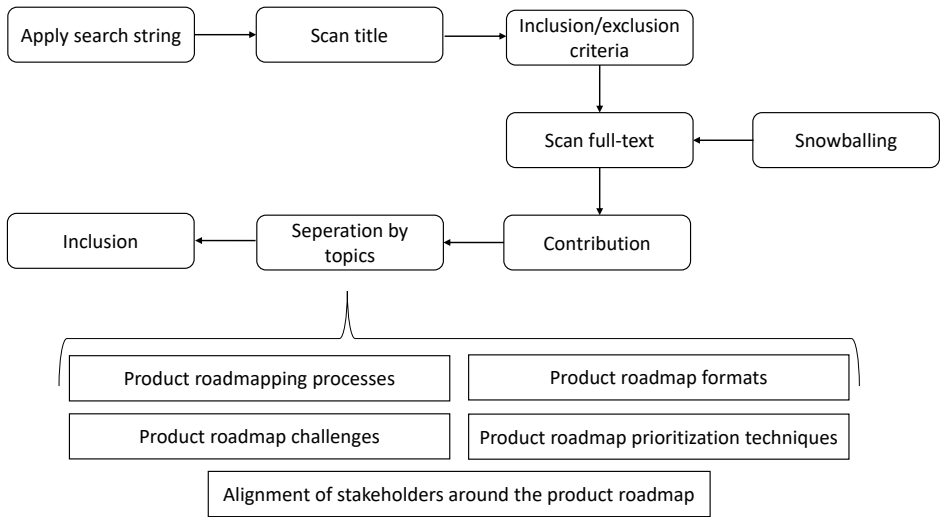 Apply search string
Scan title
Inclusion/exclusion
criteria
Scan full-text
Snowballing
Inclusion
Seperation by
topics
Contribution
Product roadmapping processes
Product roadmap formats
Product roadmap challenges
Product roadmap prioritization techniques
Alignment of stakeholders around the product roadmap